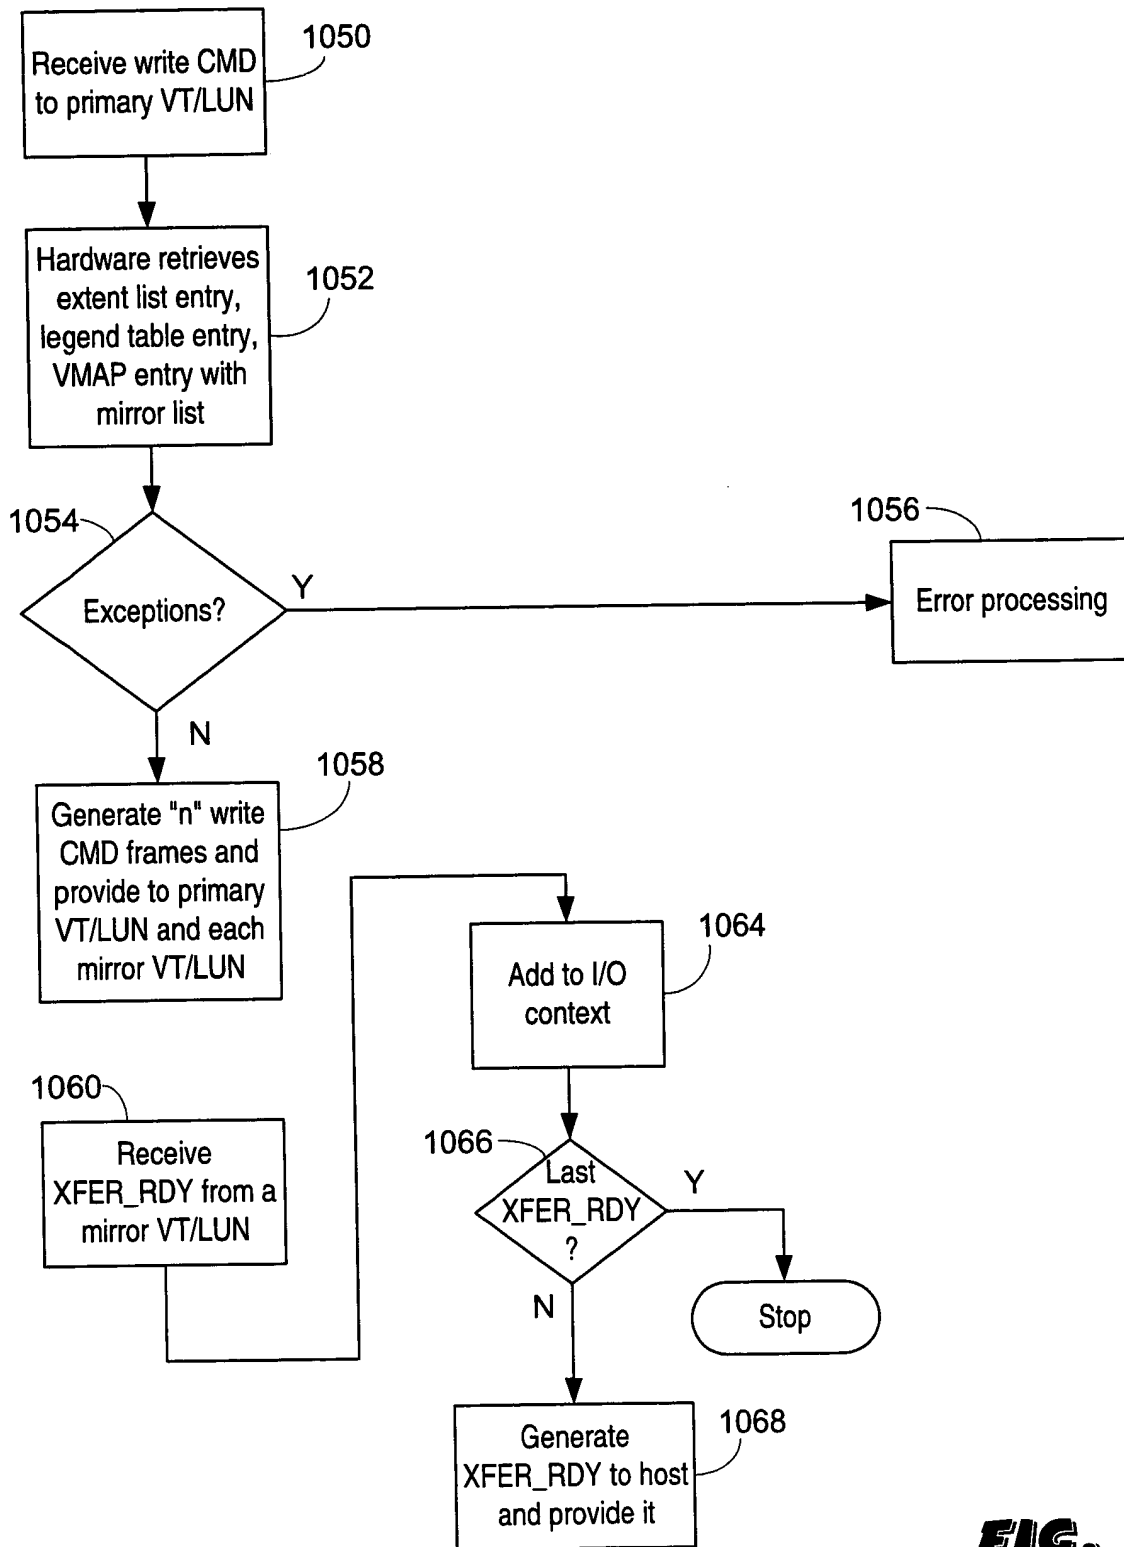 1050
Receive write CMD
to primary VT/LUN
1052
Hardware retrieves
extent list entry,
legend table entry,
VMAP entry with
mirror list
1054
Exceptions?
Y
1056
Error processing
N
1058
Generate "n" write
CMD frames and
provide to primary
VT/LUN and each
mirror VT/LUN
1060
Receive
XFER_RDY from a
mirror VT/LUN
1064
Add to I/O
context
1066
Last
XFER_RDY
?
Y
Stop
N
1068
Generate
XFER_RDY to host
and provide it
FIG.